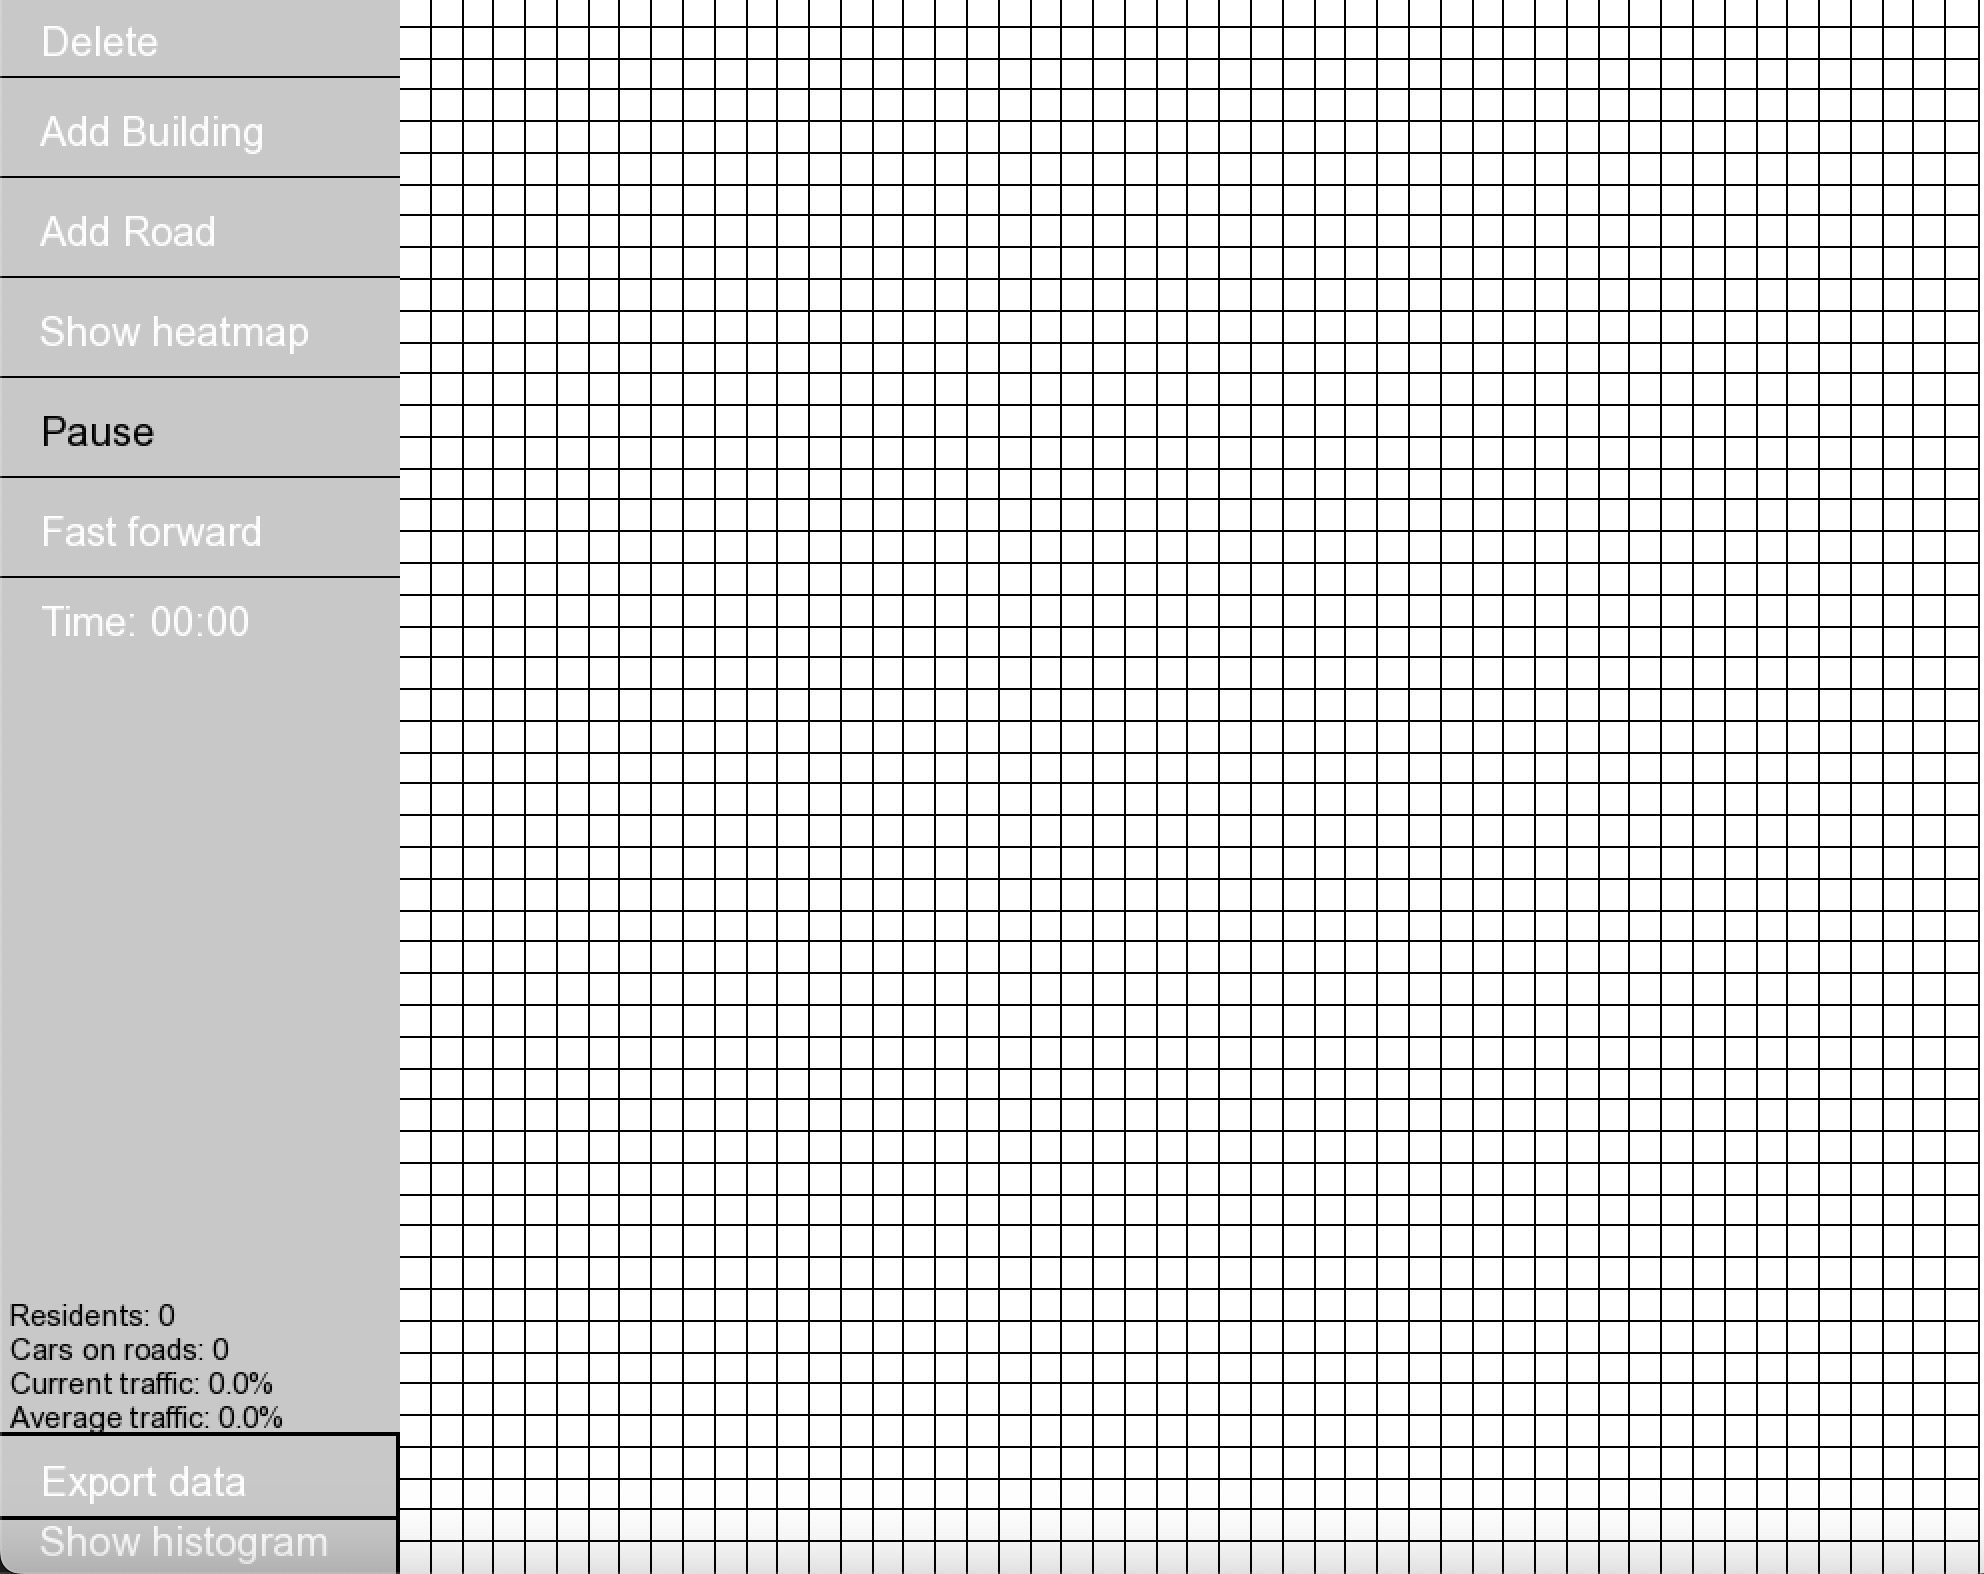 Delete
Add Building
Add Road
Show heatmap
Pause
Fast forward
Time: 00:00
Residents: 0
Cars on roads: 0
Current traffic: 0.0%
Average traffic: 0.0%
Export data
Show histogram